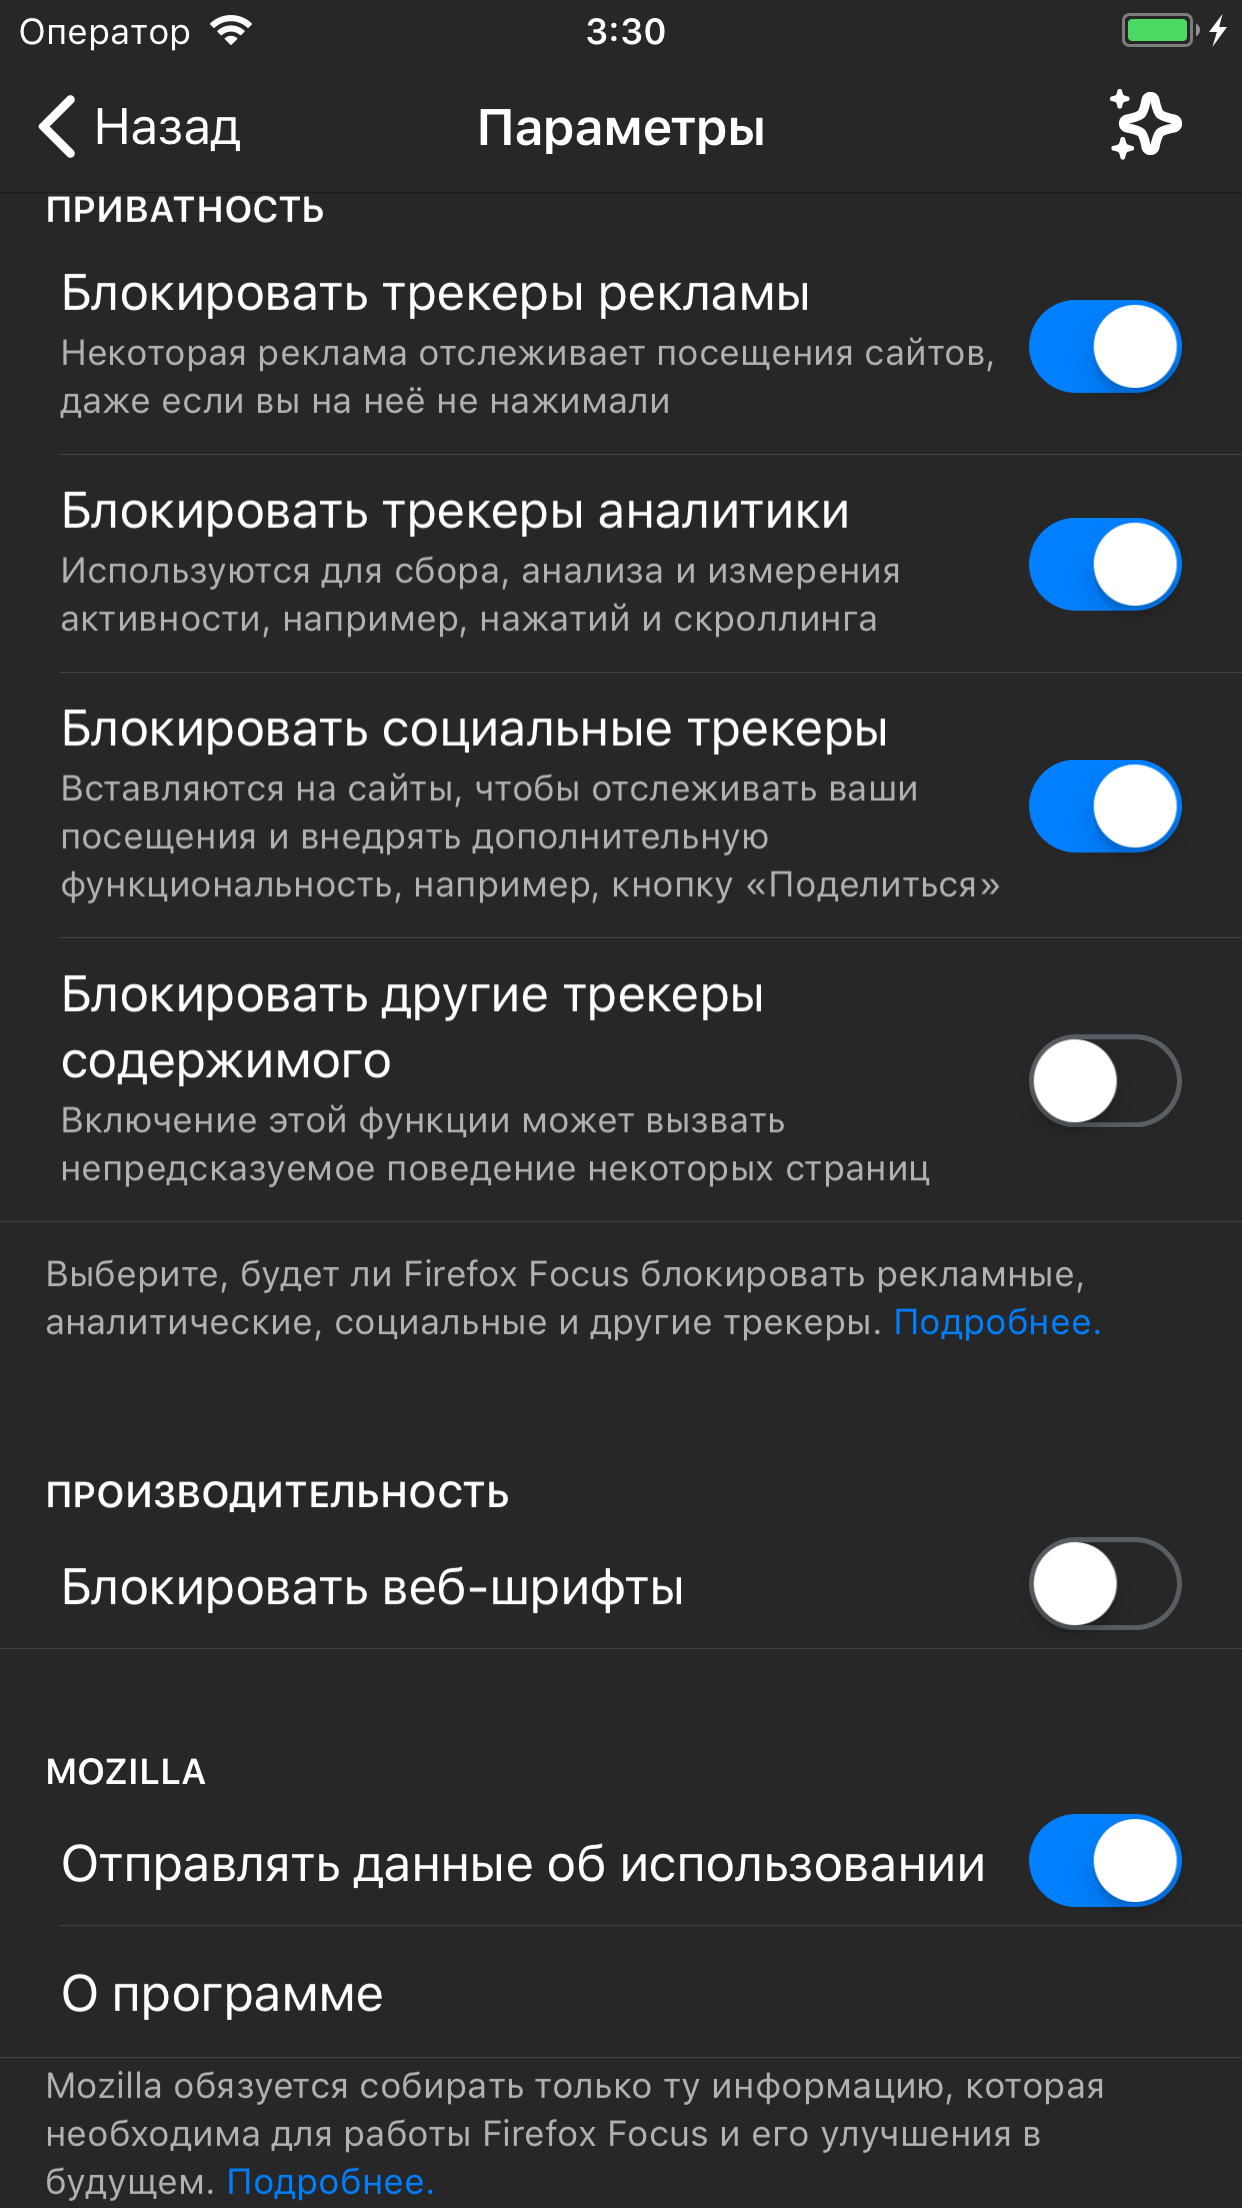 Оператор 3:30
Назад Параметры
ПРИВАТНОСТЬ
Блокировать трекеры рекламы
Некоторая реклама отслеживает посещения сайтов,
даже если вы на неё не нажимали
Блокировать трекеры аналитики
Используются для сбора, анализа и измерения
активности, например, нажатий и скроллинга
Блокировать социальные трекеры
Вставляются на сайты, чтобы отслеживать ваши
посещения и внедрять дополнительную
функциональность, например, кнопку «Поделиться»
Блокировать другие трекеры
содержимого
Включение этой функции может вызвать
непредсказуемое поведение некоторых страниц
Выберите, будет ли Firefox Focus блокировать рекламные,
аналитические, социальные и другие трекеры. Подробнее.
ПРОИЗВОДИТЕЛЬНОСТЬ
Блокировать веб-шрифты
MOZILLA
Отправлять данные об использовании
О программе
Mozilla обязуется собирать только ту информацию, которая
необходима для работы Firefox Focus и его улучшения в
будущем. Подробнее.